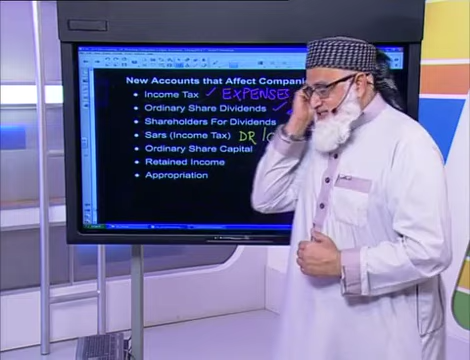 New Accounts that Affect Compani
• Income Tax ✓ EXPENSES
• Ordinary Share Dividends ✓
• Shareholders For Dividends
• Sars (Income Tax) DR /
• Ordinary Share Capital
• Retained Income
• Appropriation